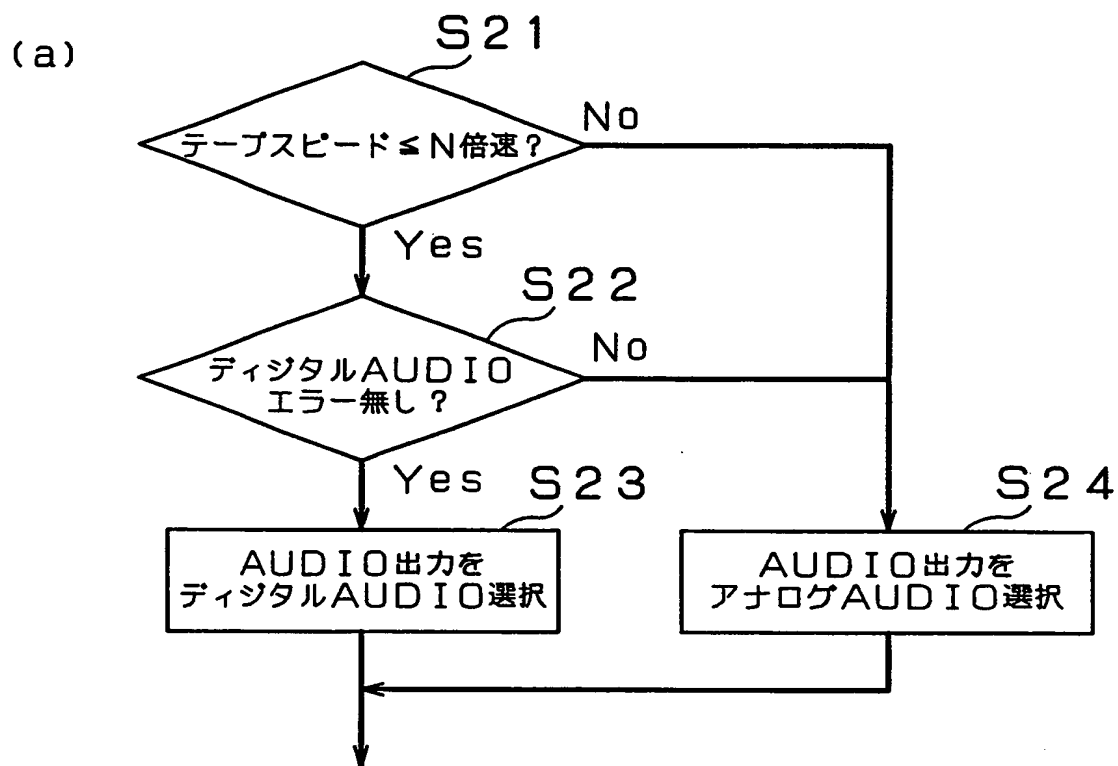 (a)
S21
テープスピード≦N倍速?
No
Yes
S22
ディジタルAUDIO
エラー無し?
No
Yes
S23
AUDIO出力を
ディジタルAUDIO選択
S24
AUDIO出力を
アナログAUDIO選択